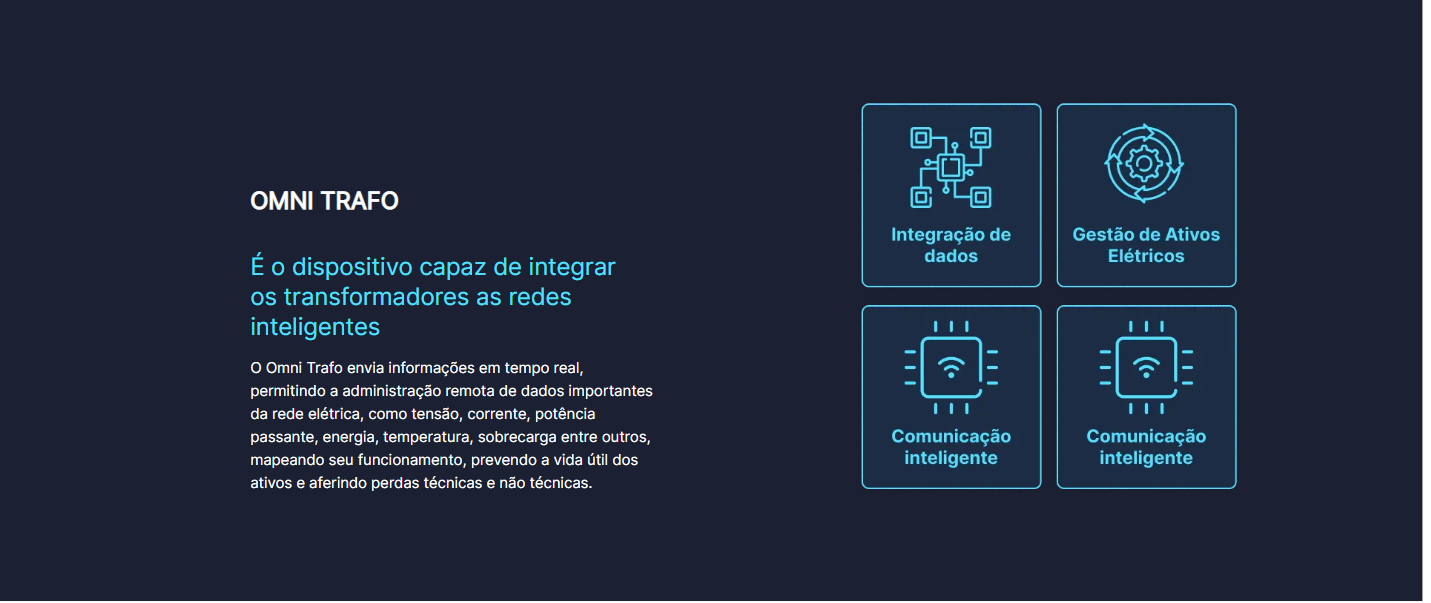 OMNI TRAFO
É o dispositivo capaz de integrar
os transformadores as redes
inteligentes
O Omni Trafo envia informações em tempo real,
permitindo a administração remota de dados importantes
da rede elétrica, como tensão, corrente, potência
passante, energia, temperatura, sobrecarga entre outros,
mapeando seu funcionamento, prevendo a vida útil dos
ativos e aferindo perdas técnicas e não técnicas.
Integração de
dados
Gestão de Ativos
Elétricos
Comunicação
inteligente
Comunicação
inteligente